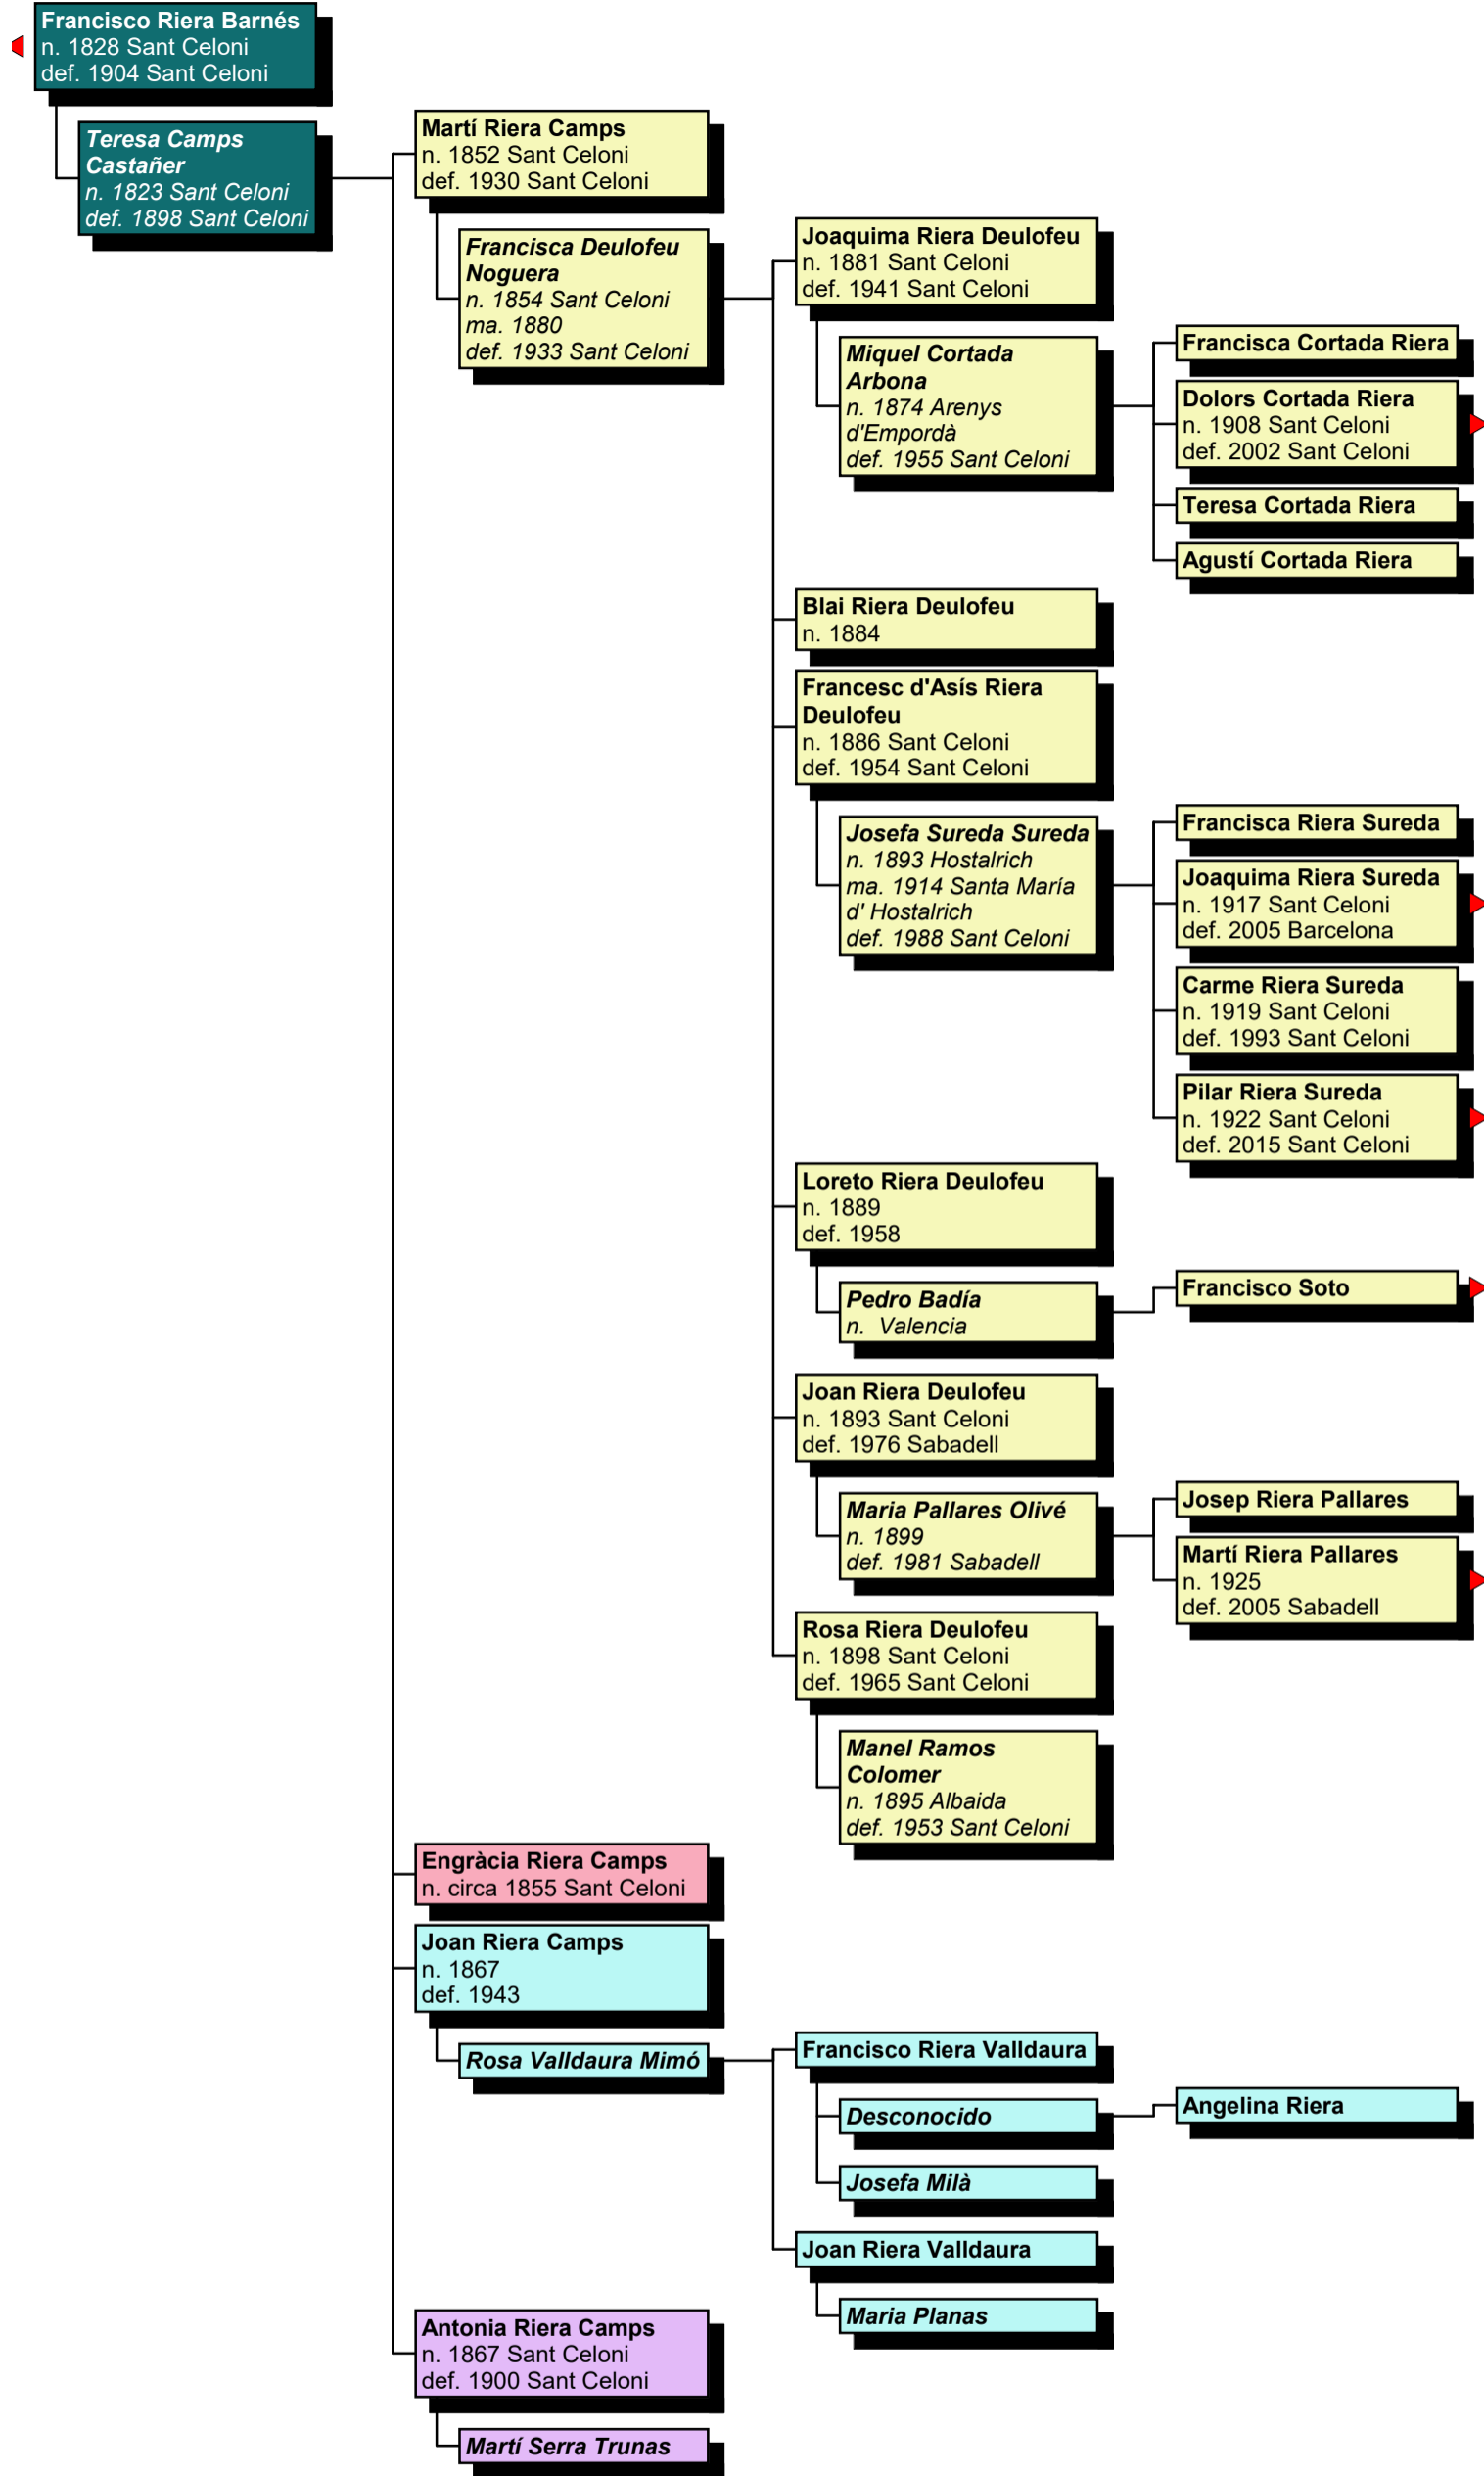 Francisco Riera Barnés
n. 1828 Sant Celoni
def. 1904 Sant Celoni
Teresa Camps
Castañer
n. 1823 Sant Celoni
def. 1898 Sant Celoni
Martí Riera Camps
n. 1852 Sant Celoni
def. 1930 Sant Celoni
Francisca Deulofeu
Noguera
n. 1854 Sant Celoni
ma. 1880
def. 1933 Sant Celoni
Joaquima Riera Deulofeu
n. 1881 Sant Celoni
def. 1941 Sant Celoni
Miquel Cortada
Arbona
n. 1874 Arenys
d'Empordà
def. 1955 Sant Celoni
Francisca Cortada Riera
Dolors Cortada Riera
n. 1908 Sant Celoni
def. 2002 Sant Celoni
Teresa Cortada Riera
Agustí Cortada Riera
Blai Riera Deulofeu
n. 1884
Francesc d'Asís Riera
Deulofeu
n. 1886 Sant Celoni
def. 1954 Sant Celoni
Josefa Sureda Sureda
n. 1893 Hostalrich
ma. 1914 Santa María
d' Hostalrich
def. 1988 Sant Celoni
Francisca Riera Sureda
Joaquima Riera Sureda
n. 1917 Sant Celoni
def. 2005 Barcelona
Carme Riera Sureda
n. 1919 Sant Celoni
def. 1993 Sant Celoni
Pilar Riera Sureda
n. 1922 Sant Celoni
def. 2015 Sant Celoni
Loreto Riera Deulofeu
n. 1889
def. 1958
Pedro Badía
n.  Valencia
Francisco Soto
Joan Riera Deulofeu
n. 1893 Sant Celoni
def. 1976 Sabadell
Maria Pallares Olivé
n. 1899
def. 1981 Sabadell
Josep Riera Pallares
Martí Riera Pallares
n. 1925
def. 2005 Sabadell
Rosa Riera Deulofeu
n. 1898 Sant Celoni
def. 1965 Sant Celoni
Manel Ramos
Colomer
n. 1895 Albaida
def. 1953 Sant Celoni
Engràcia Riera Camps
n. circa 1855 Sant Celoni
Joan Riera Camps
n. 1867
def. 1943
Rosa Valldaura Mimó
Francisco Riera Valldaura
Desconocido
Angelina Riera
Josefa Milà
Joan Riera Valldaura
Maria Planas
Antonia Riera Camps
n. 1867 Sant Celoni
def. 1900 Sant Celoni
Martí Serra Trunas